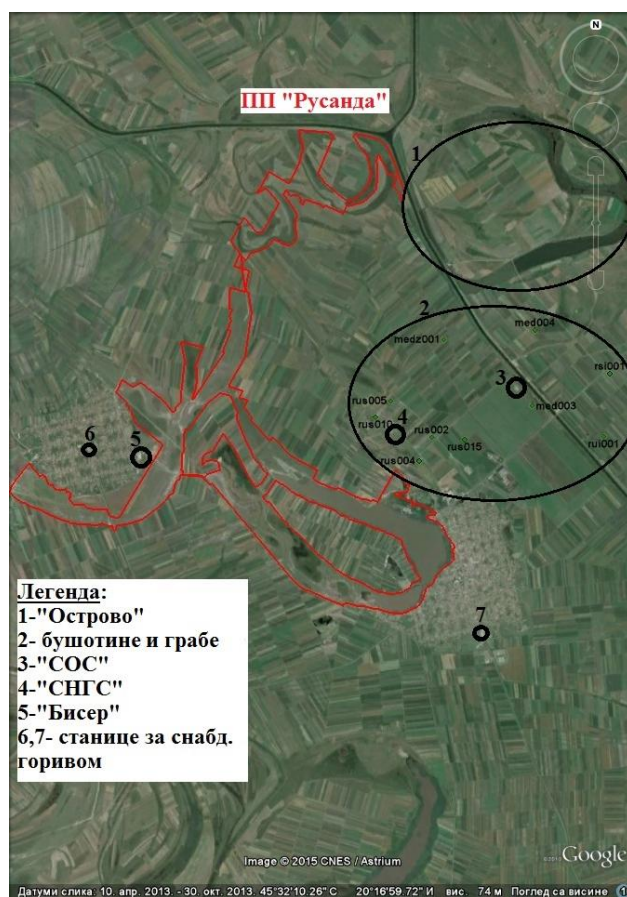 N
ПП "Русанда"
1
2
med004
medz001
rsi001
3
rus005
med003
rus010
4
rus002
rus015
rui001
rus004
6
5
7
Легенда:
1-"Острово"
2- бушотине и грабе
3-"СОС"
4-"СНГС"
5-"Бисер"
6,7- станице за снабд.
горивом
Image © 2015 CNES / Astrium
Google
Датуми слика: 10. апр. 2013. - 30. окт. 2013. 45°32'10.26" С 20°16'59.72" И вис. 74 м Поглед са висине